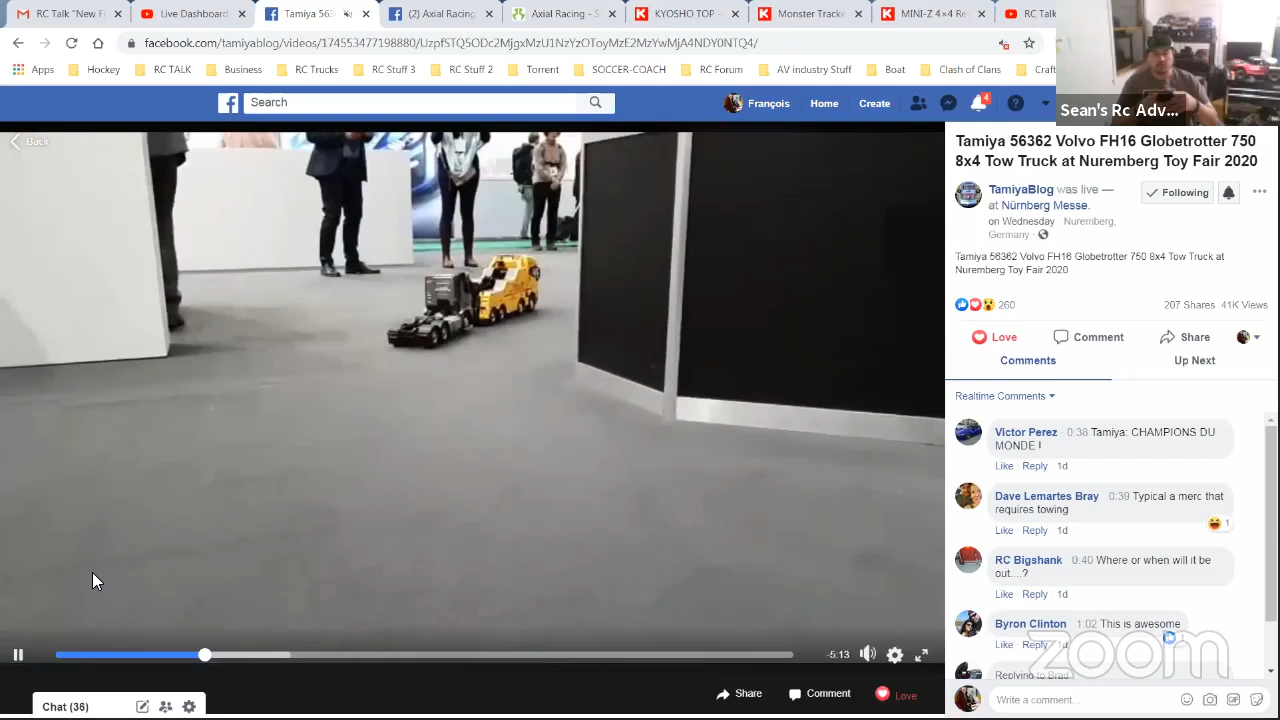 RC Talk "New F
Live Dashboard
Tamiya 563
(2) Axial Racing
Axial Racing - S
KYOSHO TOP -
Monster Tracke
MINI-Z 4×4 Re
RC Talk
facebook.com/tamiyablog/videos/174553477198880/UzpfSTQ5OTc2MjgxMzU1NzYzOToyMzE2MzYwMjA4NDY0NTQ4/
Apps
Hockey
RC TALK
Business
RC Trucks
RC Stuff 3
RC Stuff 2
Torrent
SOCCER-COACH
RC Forum
AV industry Stuff
Boat
Clash of Clans
Craft
Sean's Rc Adv...
Search
François
Home
Create
4
Back
Tamiya 56362 Volvo FH16 Globetrotter 750
8x4 Tow Truck at Nuremberg Toy Fair 2020
TamiyaBlog was live —
at Nürnberg Messe.
on Wednesday · Nuremberg,
Germany ·
Following
Tamiya 56362 Volvo FH16 Globetrotter 750 8x4 Tow Truck at
Nuremberg Toy Fair 2020
260
207 Shares 41K Views
Love
Comment
Share
Comments
Up Next
Realtime Comments
Victor Perez · 0:38 Tamiya: CHAMPIONS DU
MONDE !
Like · Reply · 1d
Dave Lemartes Bray · 0:39 Typical a merc that
requires towing
1
Like · Reply · 1d
RC Bigshank · 0:40 Where or when will it be
out....?
Like · Reply · 1d
Byron Clinton · 1:02 This is awesome
Like · Reply · 1d
zoom
Replying to Brad
Write a comment...
-5:13
Share
Comment
Love
Chat (36)